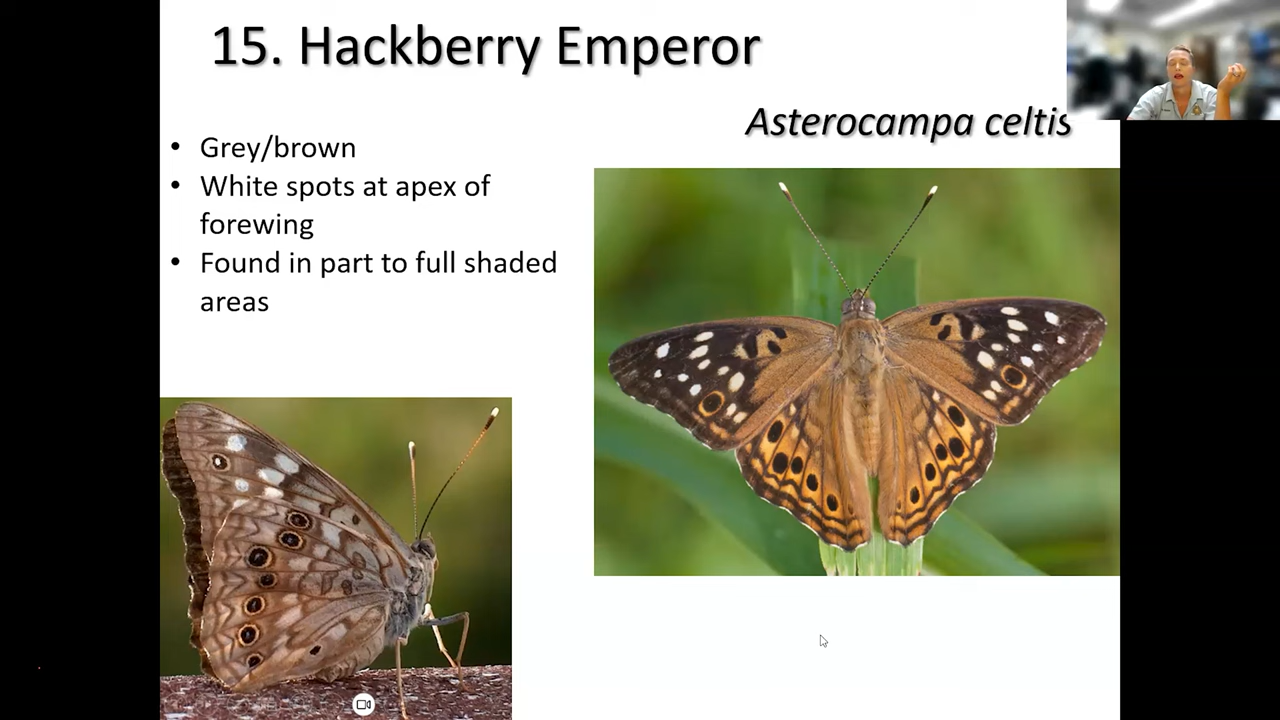 15. Hackberry Emperor
Asterocampa celtis
• Grey/brown
• White spots at apex of
forewing
• Found in part to full shaded
areas